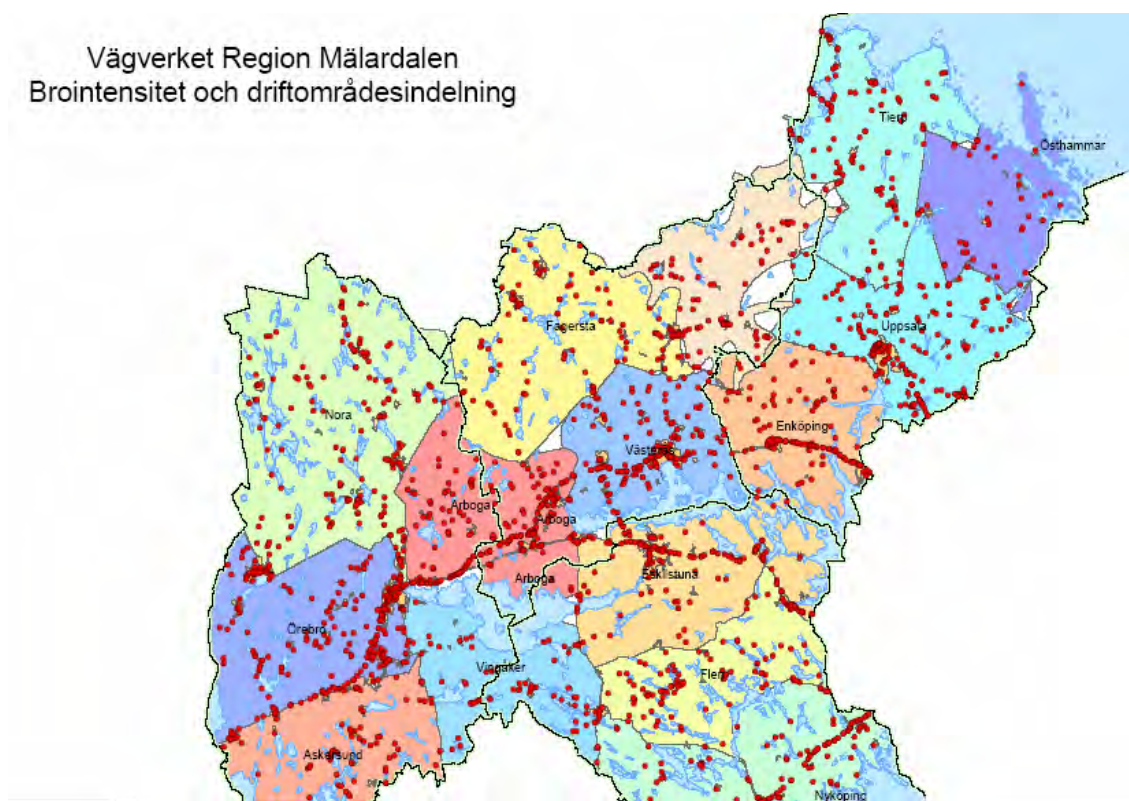 Vägverket Region Mälardalen
Brointensitet och driftområdesindelning
Tierp
Östhammar
Fagersta
Uppsala
Nora
Enköping
Västerås
Arboga
Arboga
Arboga
Eskilstuna
Örebro
Vingåker
Flen
Askersund
Nyköping